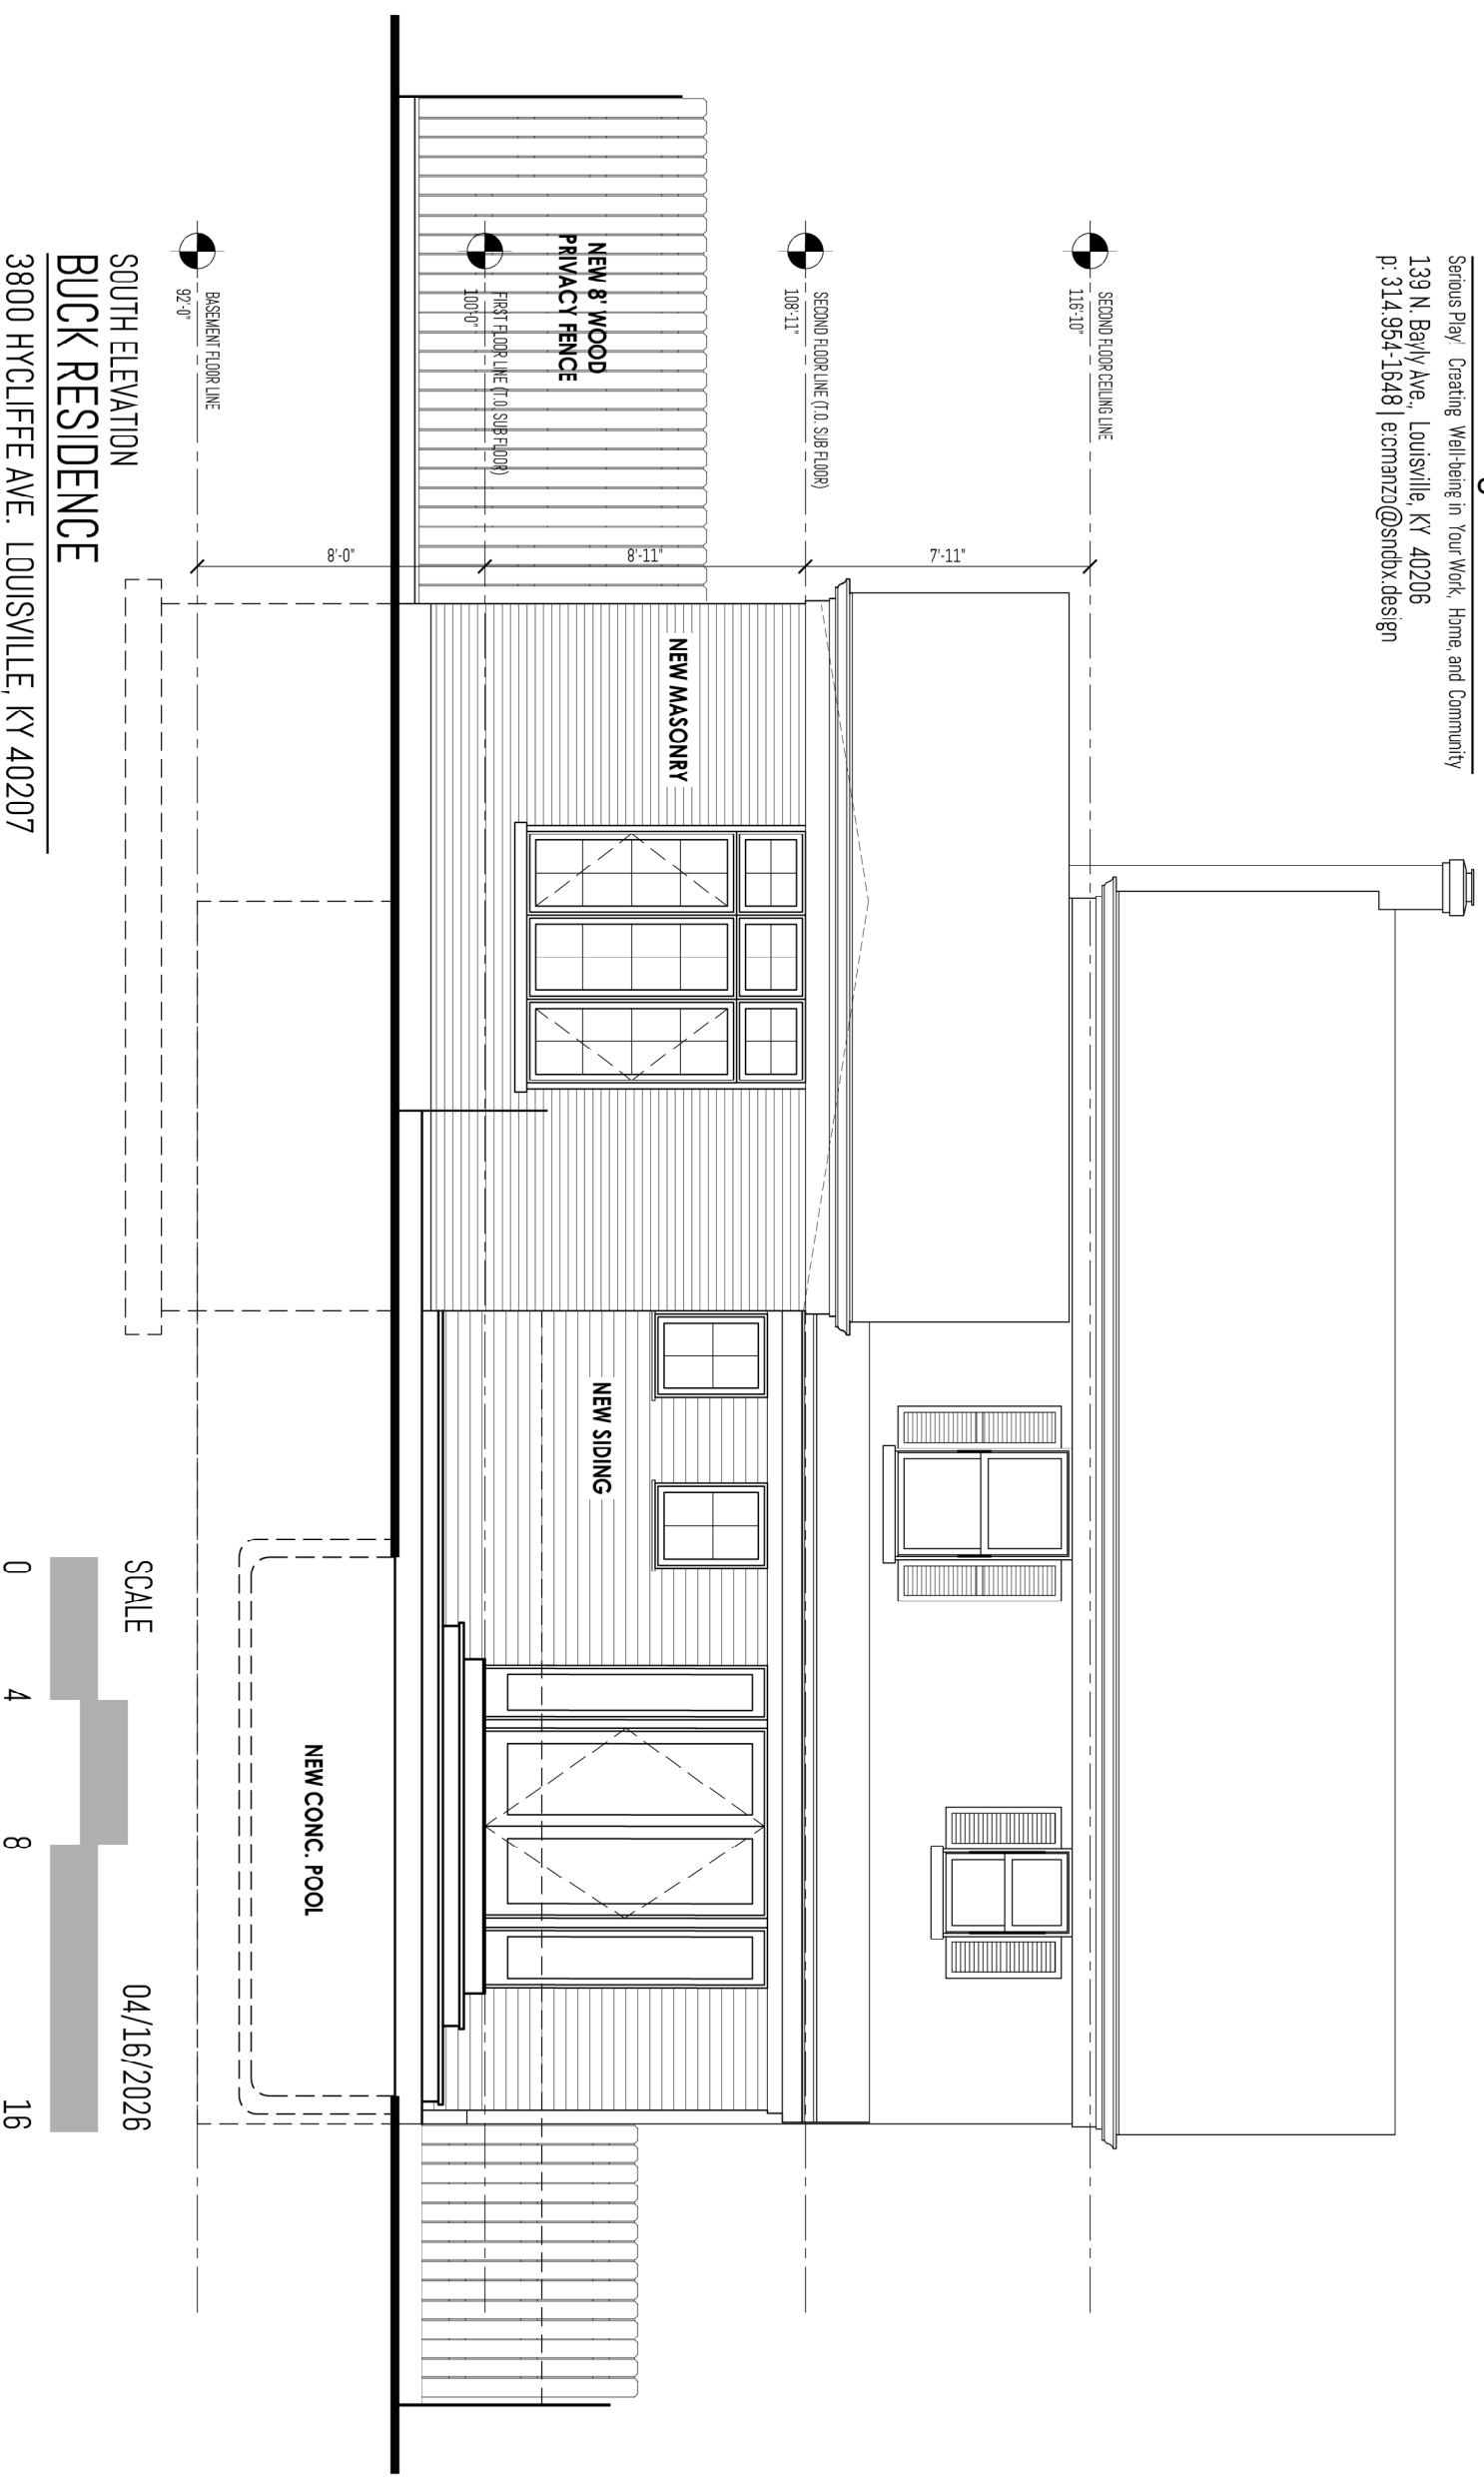 Serious Play! Creating Well-being in Your Work, Home, and Community
139 N. Bayly Ave., Louisville, KY 40206
p: 314.954-1648 | e:cmanzo@sndbx.design
SECOND FLOOR CEILING LINE
116'-10"
7'-11"
SECOND FLOOR LINE (T.O. SUB FLOOR)
108'-11"
8'-11"
NEW MASONRY
NEW 8' WOOD
PRIVACY FENCE
NEW SIDING
FIRST FLOOR LINE (T.O. SUB FLOOR)
100'-0"
8'-0"
NEW CONC. POOL
BASEMENT FLOOR LINE
92'-0"
SOUTH ELEVATION
BUCK RESIDENCE
3800 HYCLIFFE AVE. LOUISVILLE, KY 40207
SCALE
04/16/2026
0 4 8 16